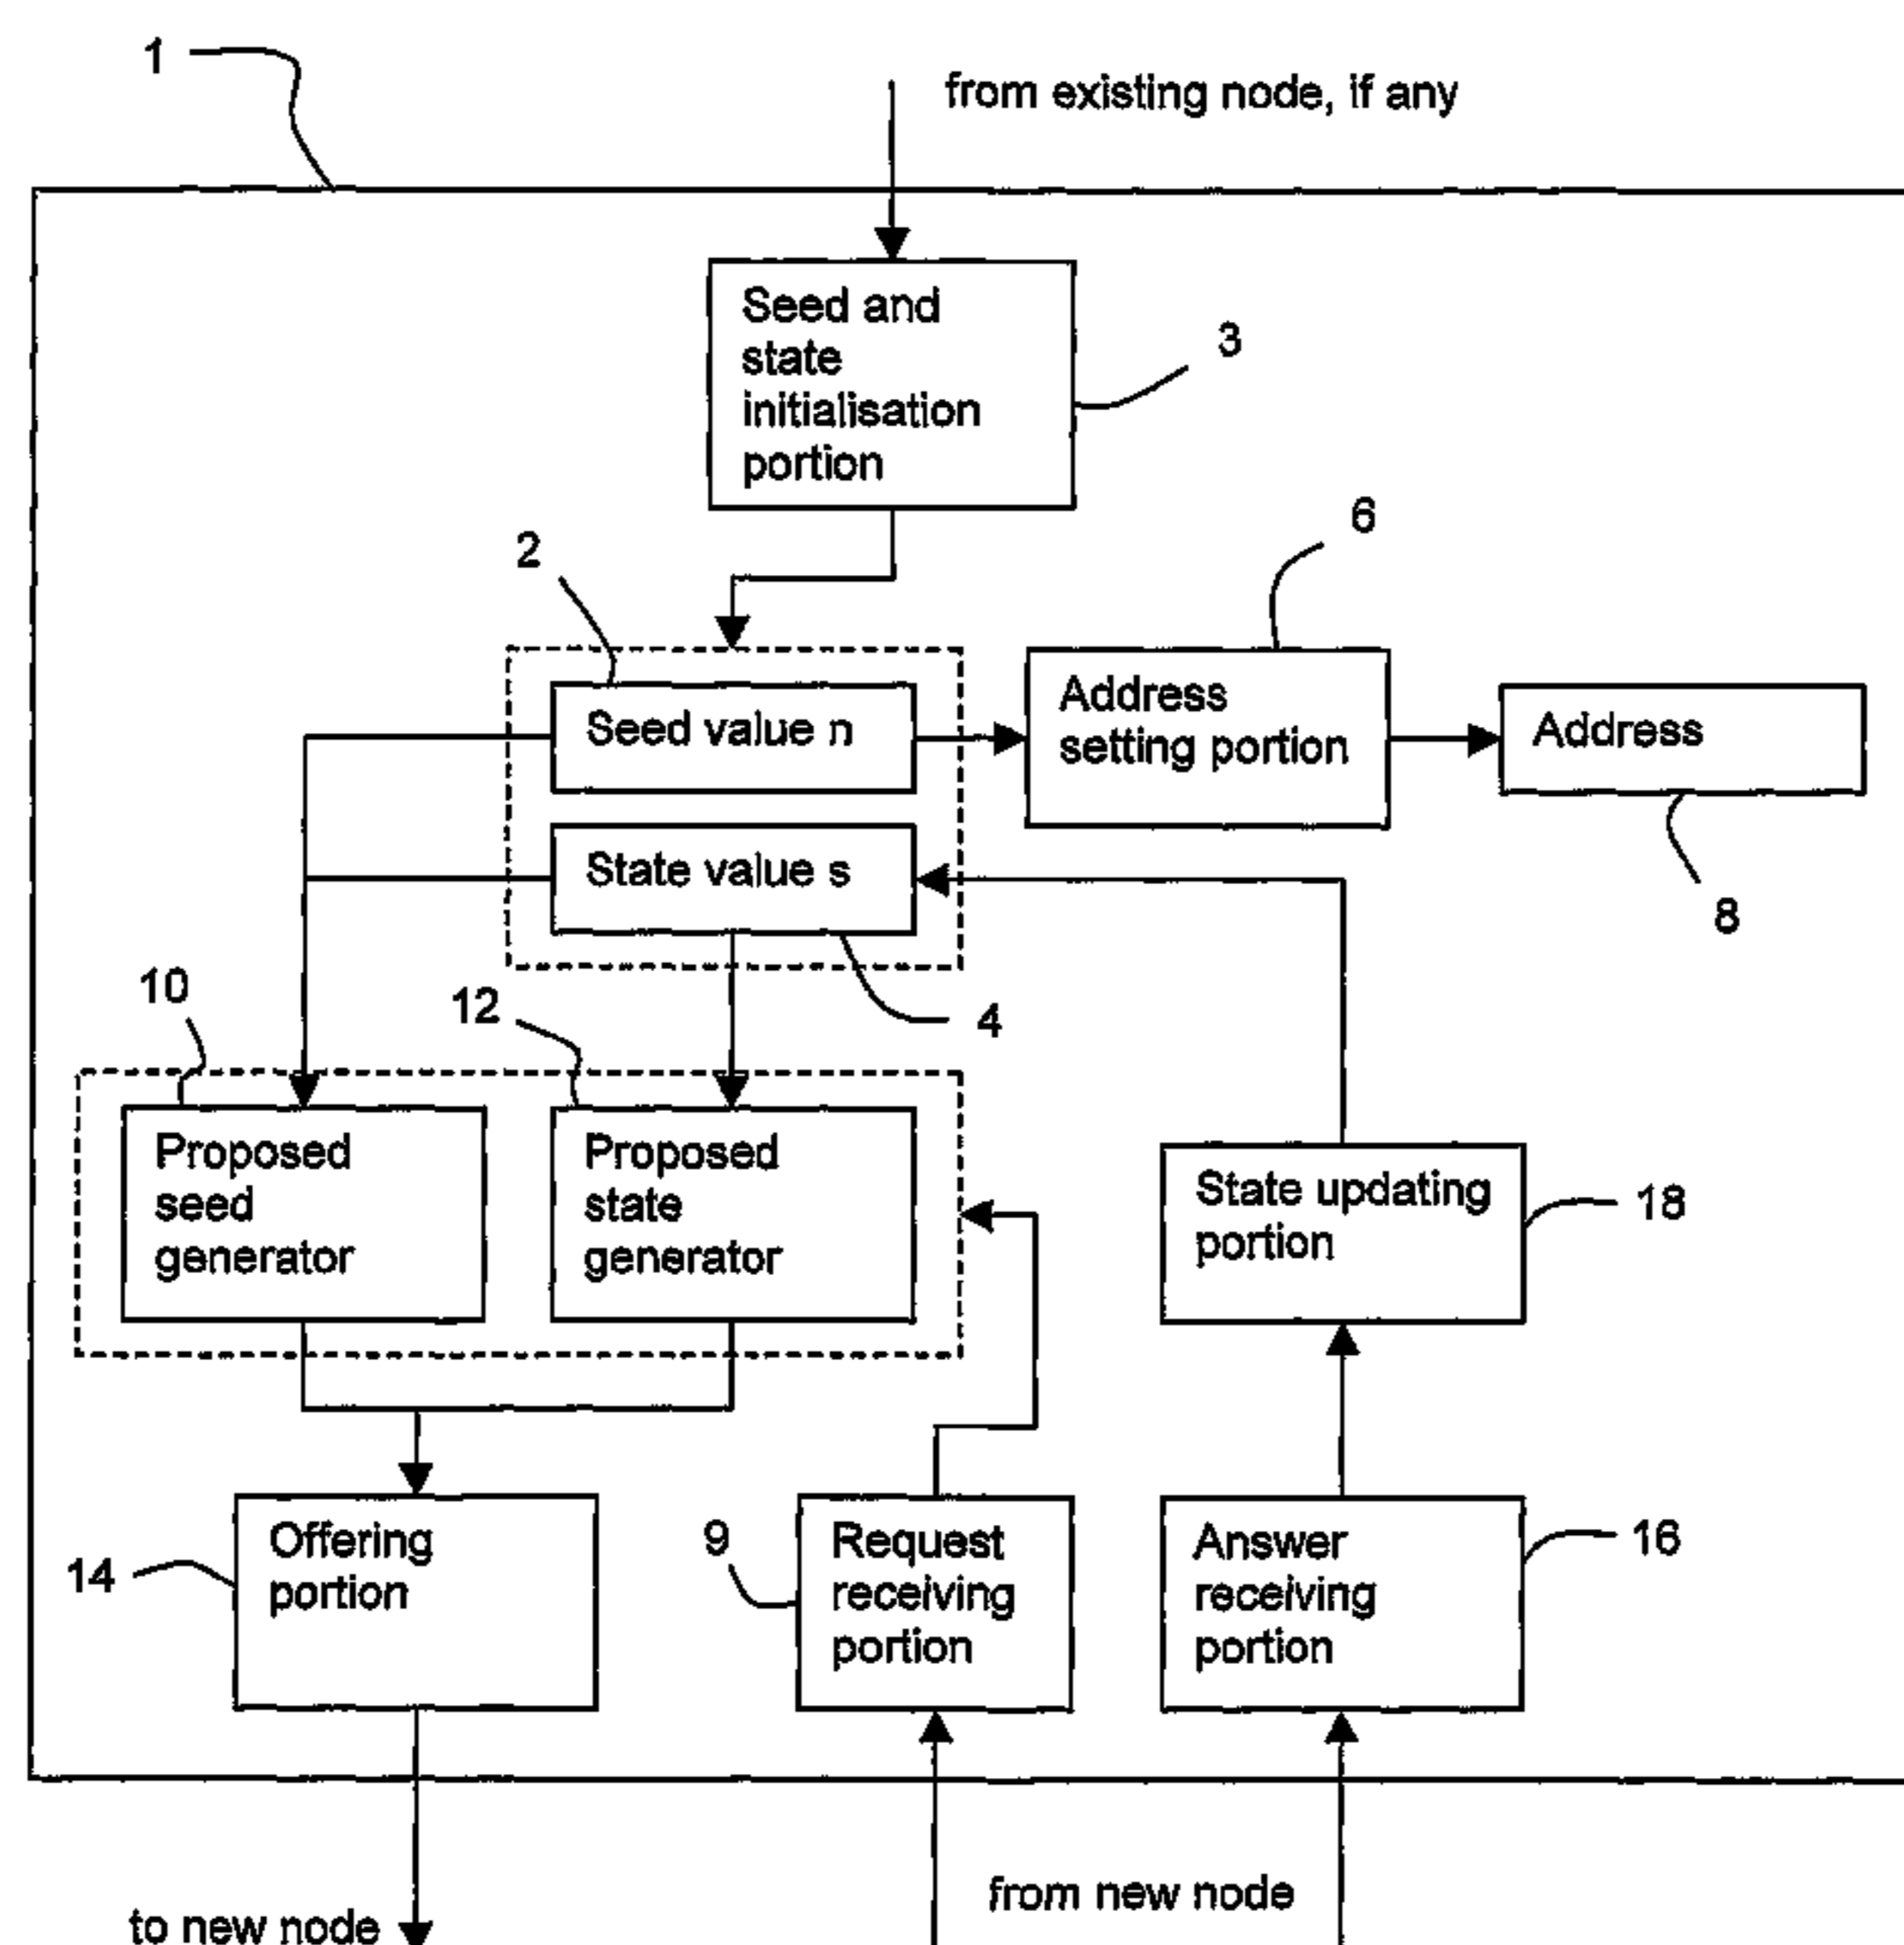 1
from existing node, if any
Seed and
state
initialisation
portion
3
2
6
Seed value n
Address
setting portion
Address
State value s
8
10
12
4
Proposed
seed
generator
Proposed
state
generator
State updating
portion
18
14
Offering
portion
9
Request
receiving
portion
Answer
receiving
portion
16
to new node
from new node